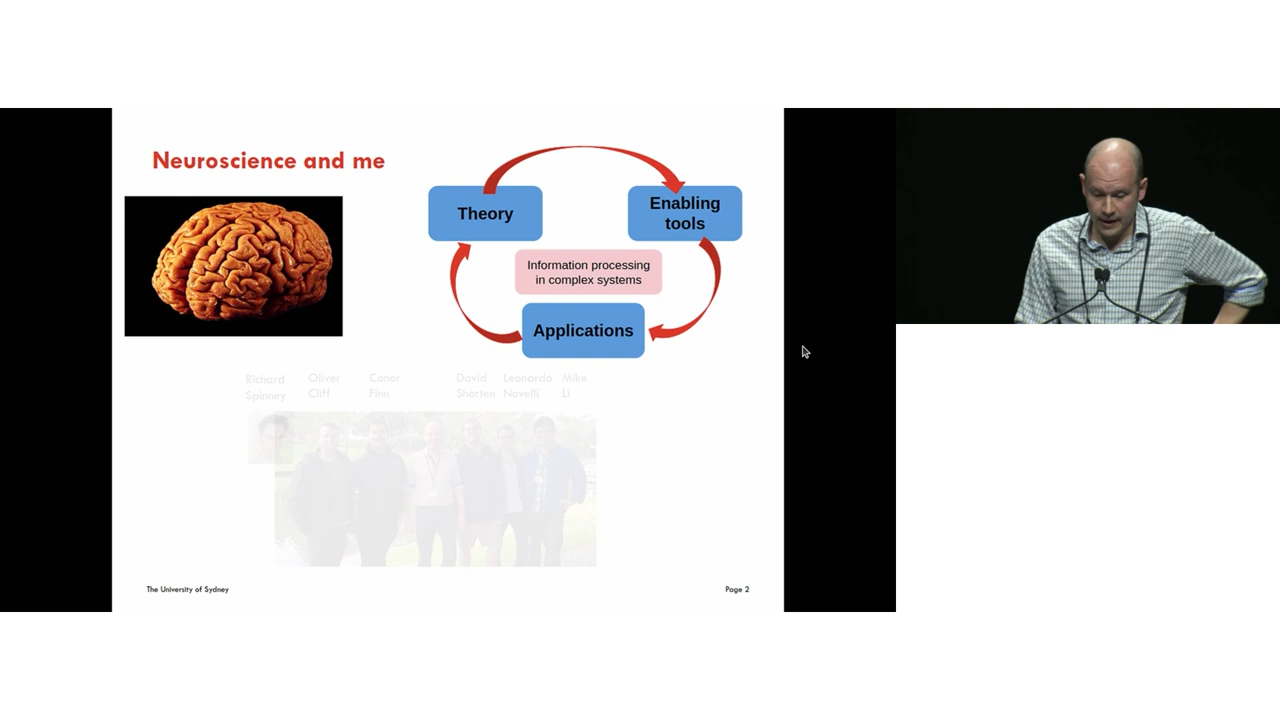 Neuroscience and me
Theory
Enabling
tools
Information processing
in complex systems
Applications
Richard
Spinney
Oliver
Cliff
Conor
Finn
David
Shorten
Leonardo
Novelli
Mike
Li
The University of Sydney
Page 2